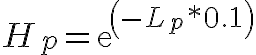 H_p = e^(−L_p*0.1)